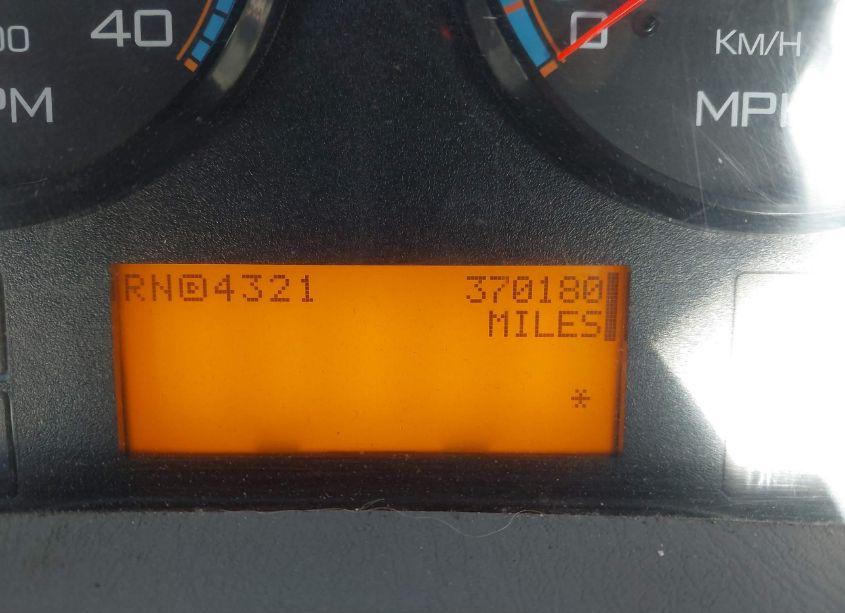 00 40
PM
0 KM/H
MPH
RN 4321 370180
MILES
*